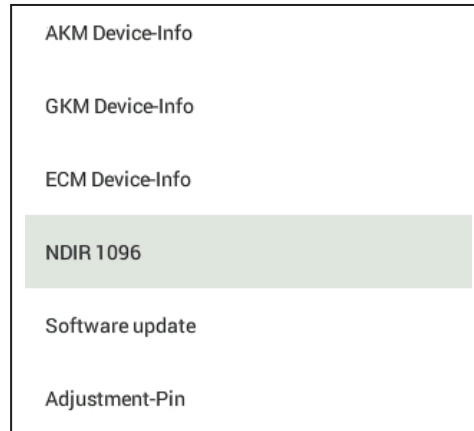 AKM Device-Info
GKM Device-Info
ECM Device-Info
NDIR 1096
Software update
Adjustment-Pin